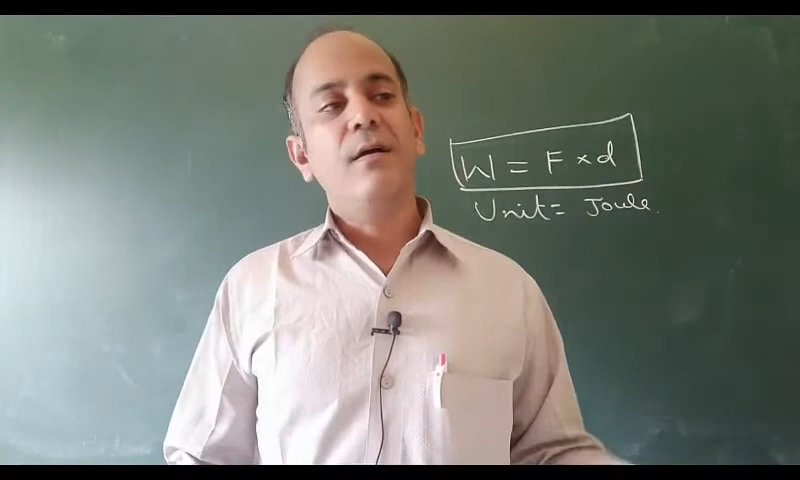 W = F × d
Unit = Joule.